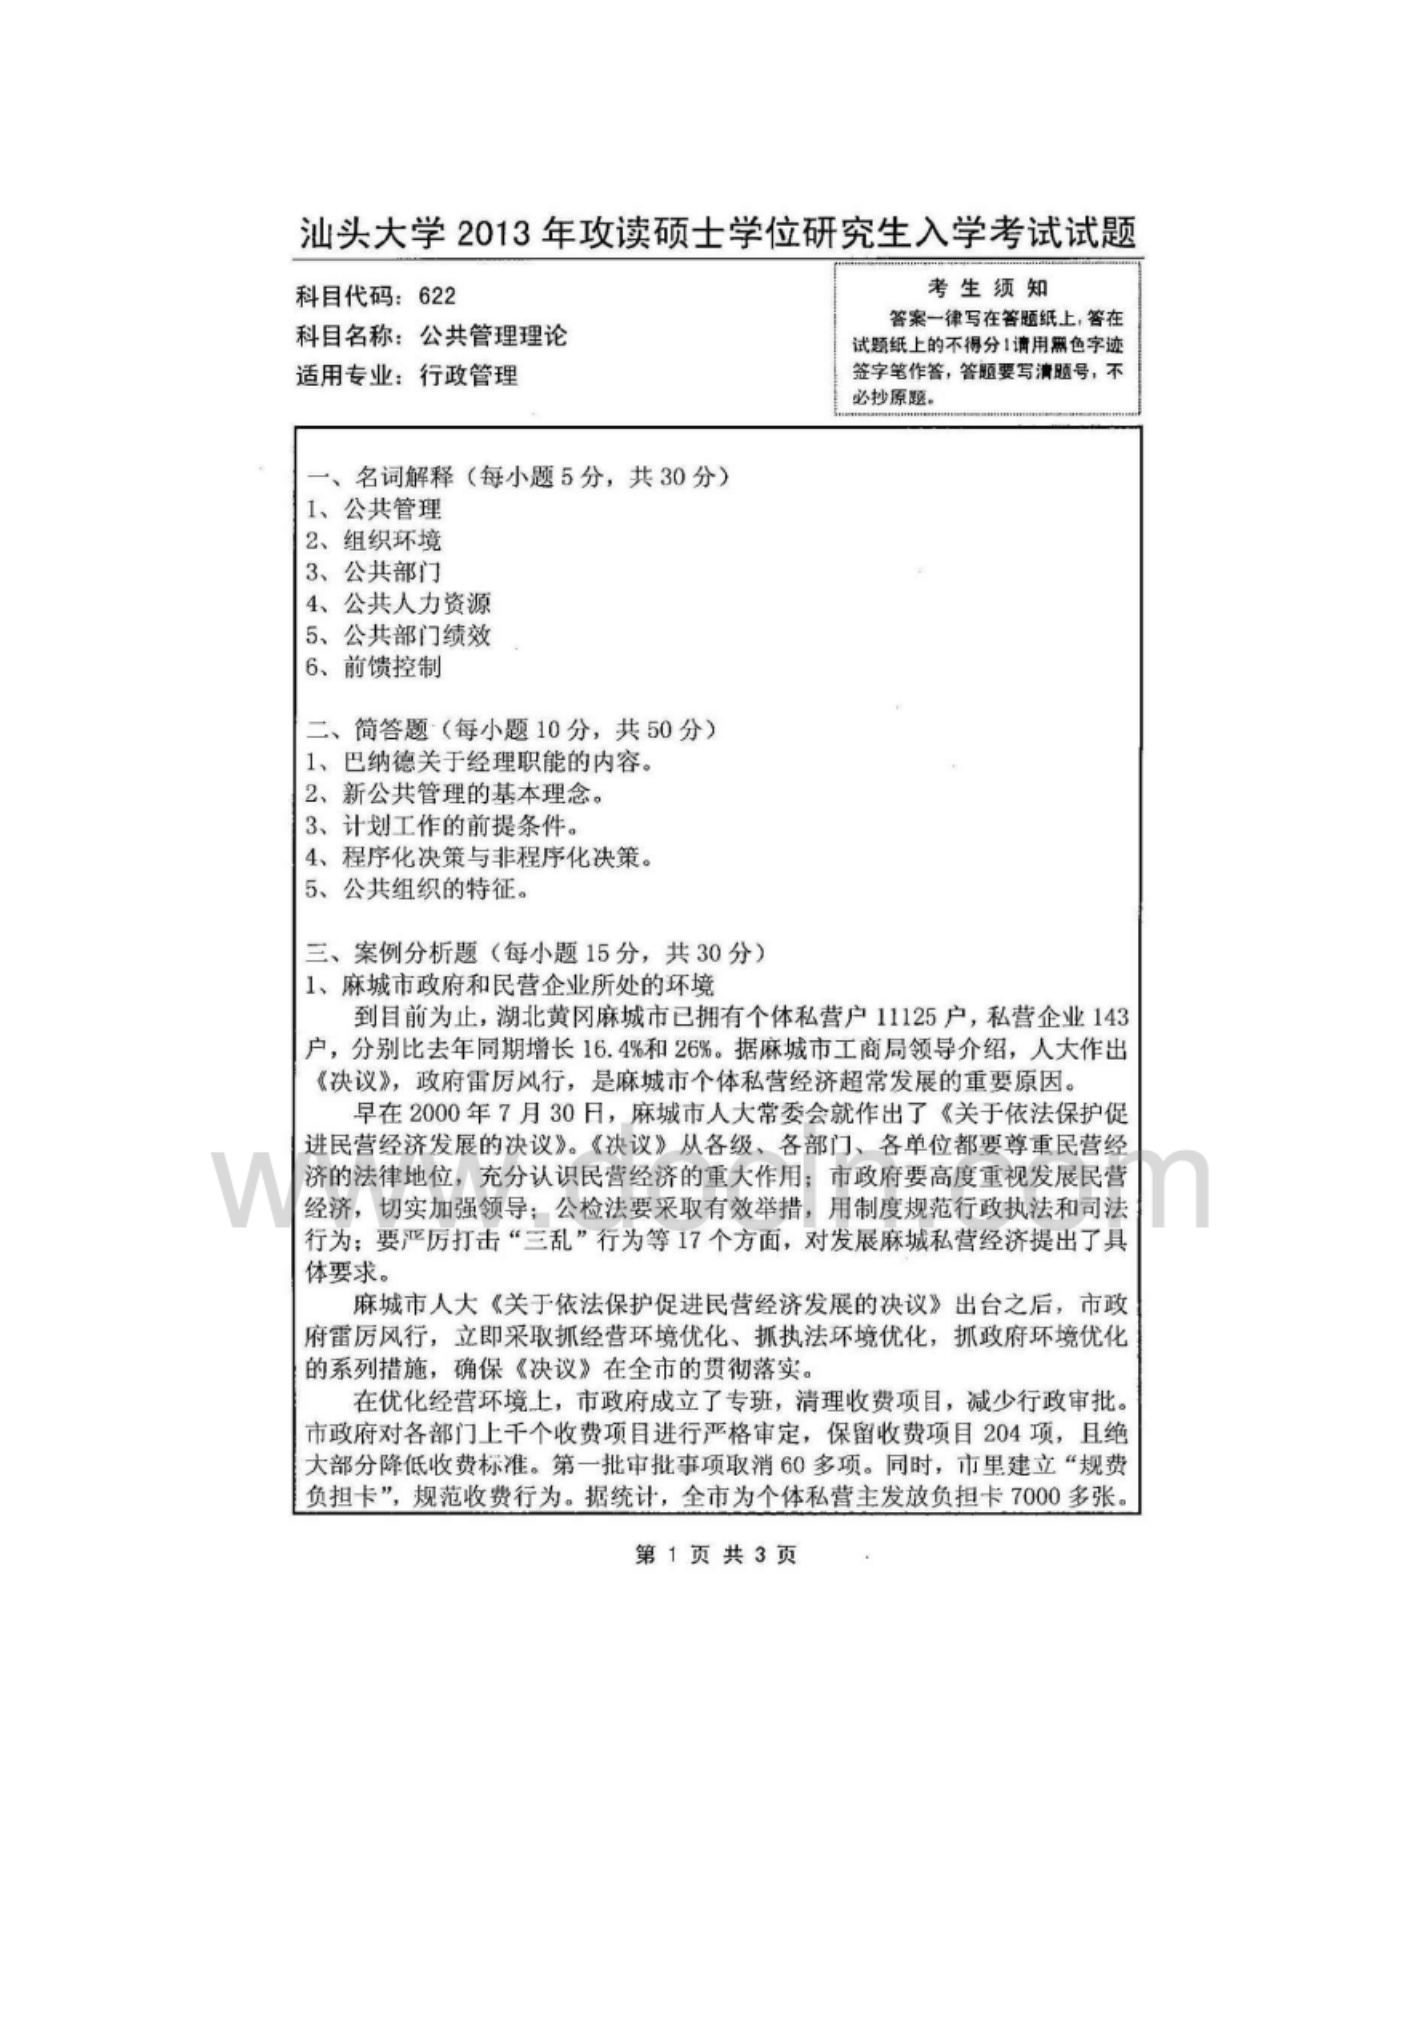 汕头大学 2013 年攻读硕士学位研究生入学考试试题
科目代码：622
科目名称：公共管理理论
适用专业：行政管理
考 生 须 知
答案一律写在答题纸上，答在
试题纸上的不得分！请用黑色字迹
签字笔作答，答题要写清题号，不
必抄原题。
一、名词解释（每小题 5 分，共 30 分）
1、公共管理
2、组织环境
3、公共部门
4、公共人力资源
5、公共部门绩效
6、前馈控制
二、简答题（每小题 10 分，共 50 分）
1、巴纳德关于经理职能的内容。
2、新公共管理的基本理念。
3、计划工作的前提条件。
4、程序化决策与非程序化决策。
5、公共组织的特征。
三、案例分析题（每小题 15 分，共 30 分）
1、麻城市政府和民营企业所处的环境
到目前为止，湖北黄冈麻城市已拥有个体私营户 11125 户，私营企业 143
户，分别比去年同期增长 16.4%和 26%。据麻城市工商局领导介绍，人大作出
《决议》，政府雷厉风行，是麻城市个体私营经济超常发展的重要原因。
早在 2000 年 7 月 30 日，麻城市人大常委会就作出了《关于依法保护促
进民营经济发展的决议》。《决议》从各级、各部门、各单位都要尊重民营经
济的法律地位，充分认识民营经济的重大作用；市政府要高度重视发展民营
经济，切实加强领导；公检法要采取有效举措，用制度规范行政执法和司法
行为；要严厉打击“三乱”行为等 17 个方面，对发展麻城私营经济提出了具
体要求。
麻城市人大《关于依法保护促进民营经济发展的决议》出台之后，市政
府雷厉风行，立即采取抓经营环境优化、抓执法环境优化，抓政府环境优化
的系列措施，确保《决议》在全市的贯彻落实。
在优化经营环境上，市政府成立了专班，清理收费项目，减少行政审批。
市政府对各部门上千个收费项目进行严格审定，保留收费项目 204 项，且绝
大部分降低收费标准。第一批审批事项取消 60 多项。同时，市里建立“规费
负担卡”，规范收费行为。据统计，全市为个体私营主发放负担卡 7000 多张。
第 1 页 共 3 页
www.docin.com